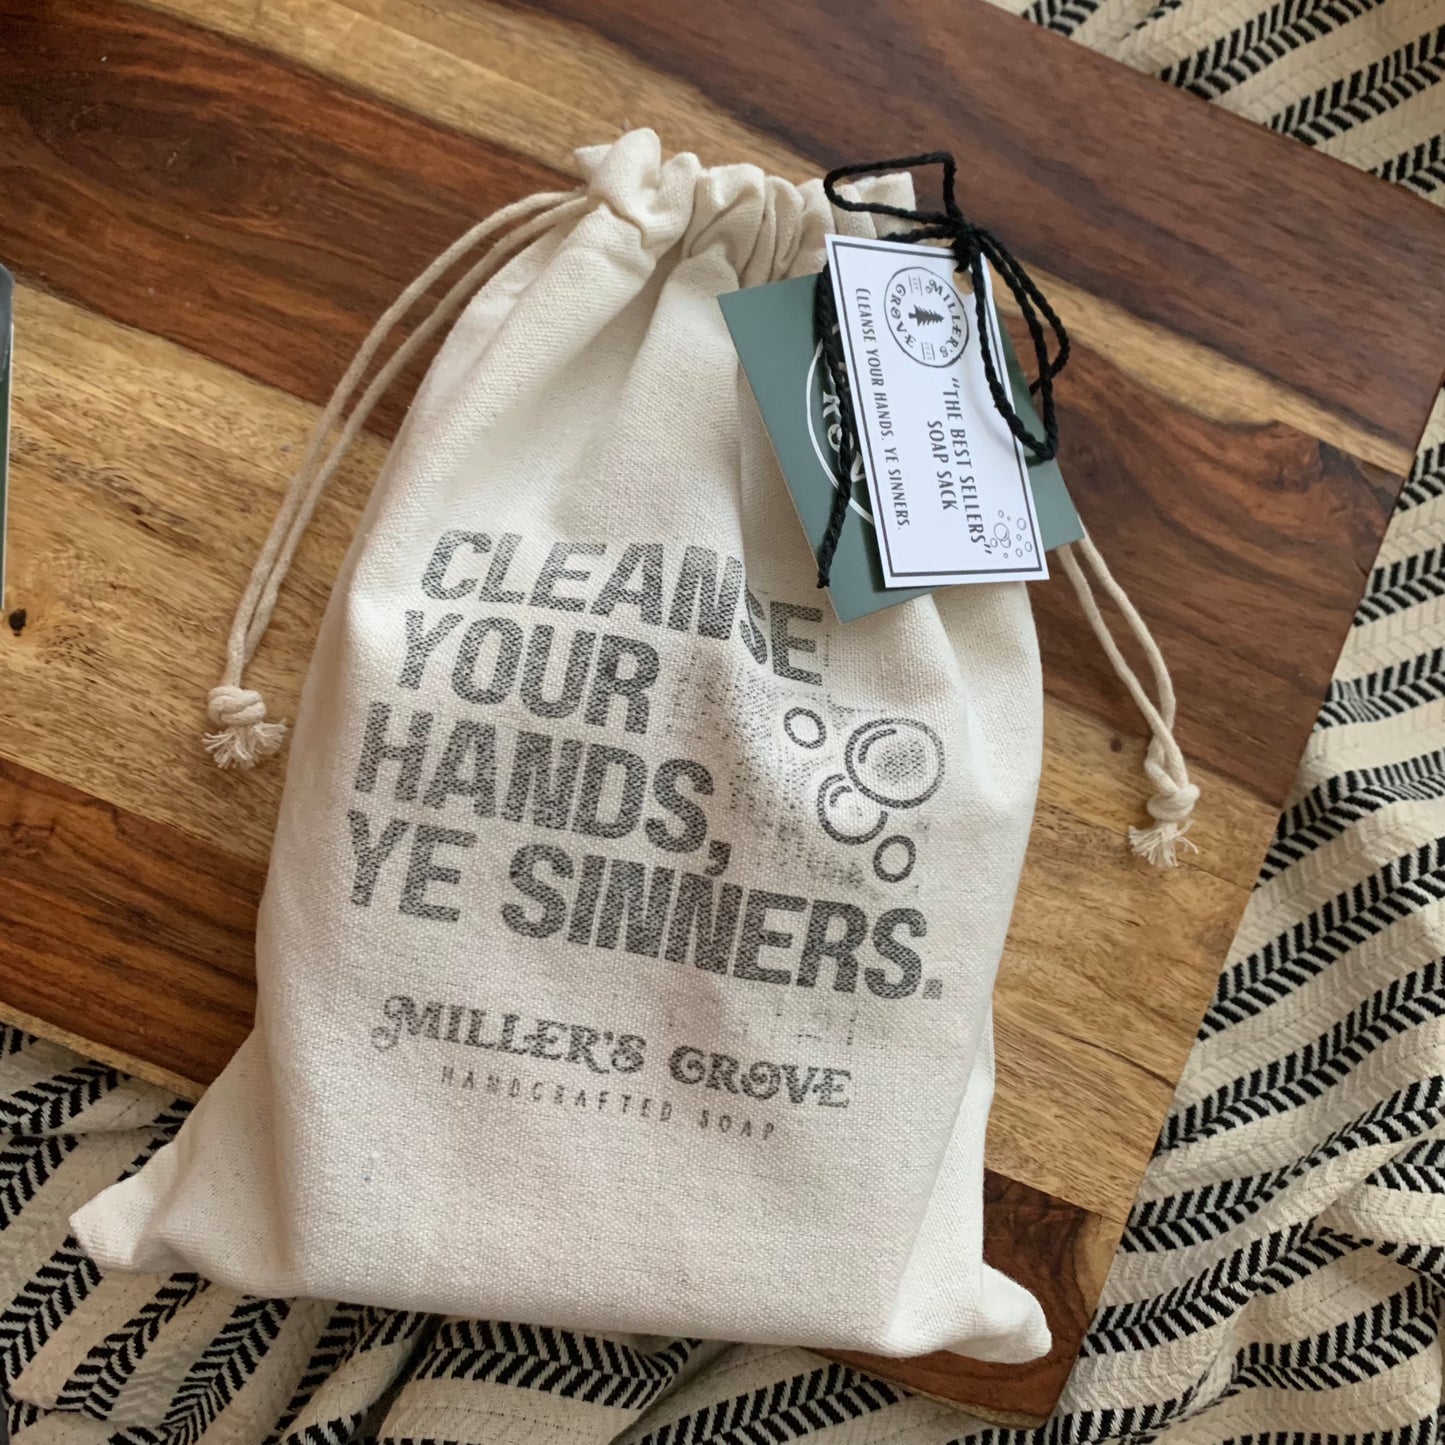 CLEANSE
YOUR
HANDS,
YE SINNERS.
MILLER'S GROVE
HANDCRAFTED SOAP
MILLER'S
GROVE
"THE BEST SELLERS"
SOAP SACK
CLEANSE YOUR HANDS, YE SINNERS.